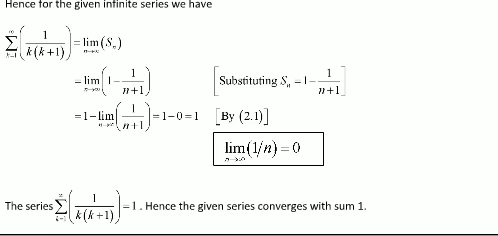 Hence for the given infinite series we have
∑_{k=1}^{∞} (1/(k(k+1))) = lim_{n→∞} (S_n)
= lim_{n→∞} (1 − 1/(n+1)) [Substituting S_n = 1 − 1/(n+1)]
= 1 − lim_{n→∞} (1/(n+1)) = 1 − 0 = 1 [By (2.1)]
lim_{n→∞} (1/n) = 0
The series ∑_{k=1}^{∞} (1/(k(k+1))) = 1. Hence the given series converges with sum 1.